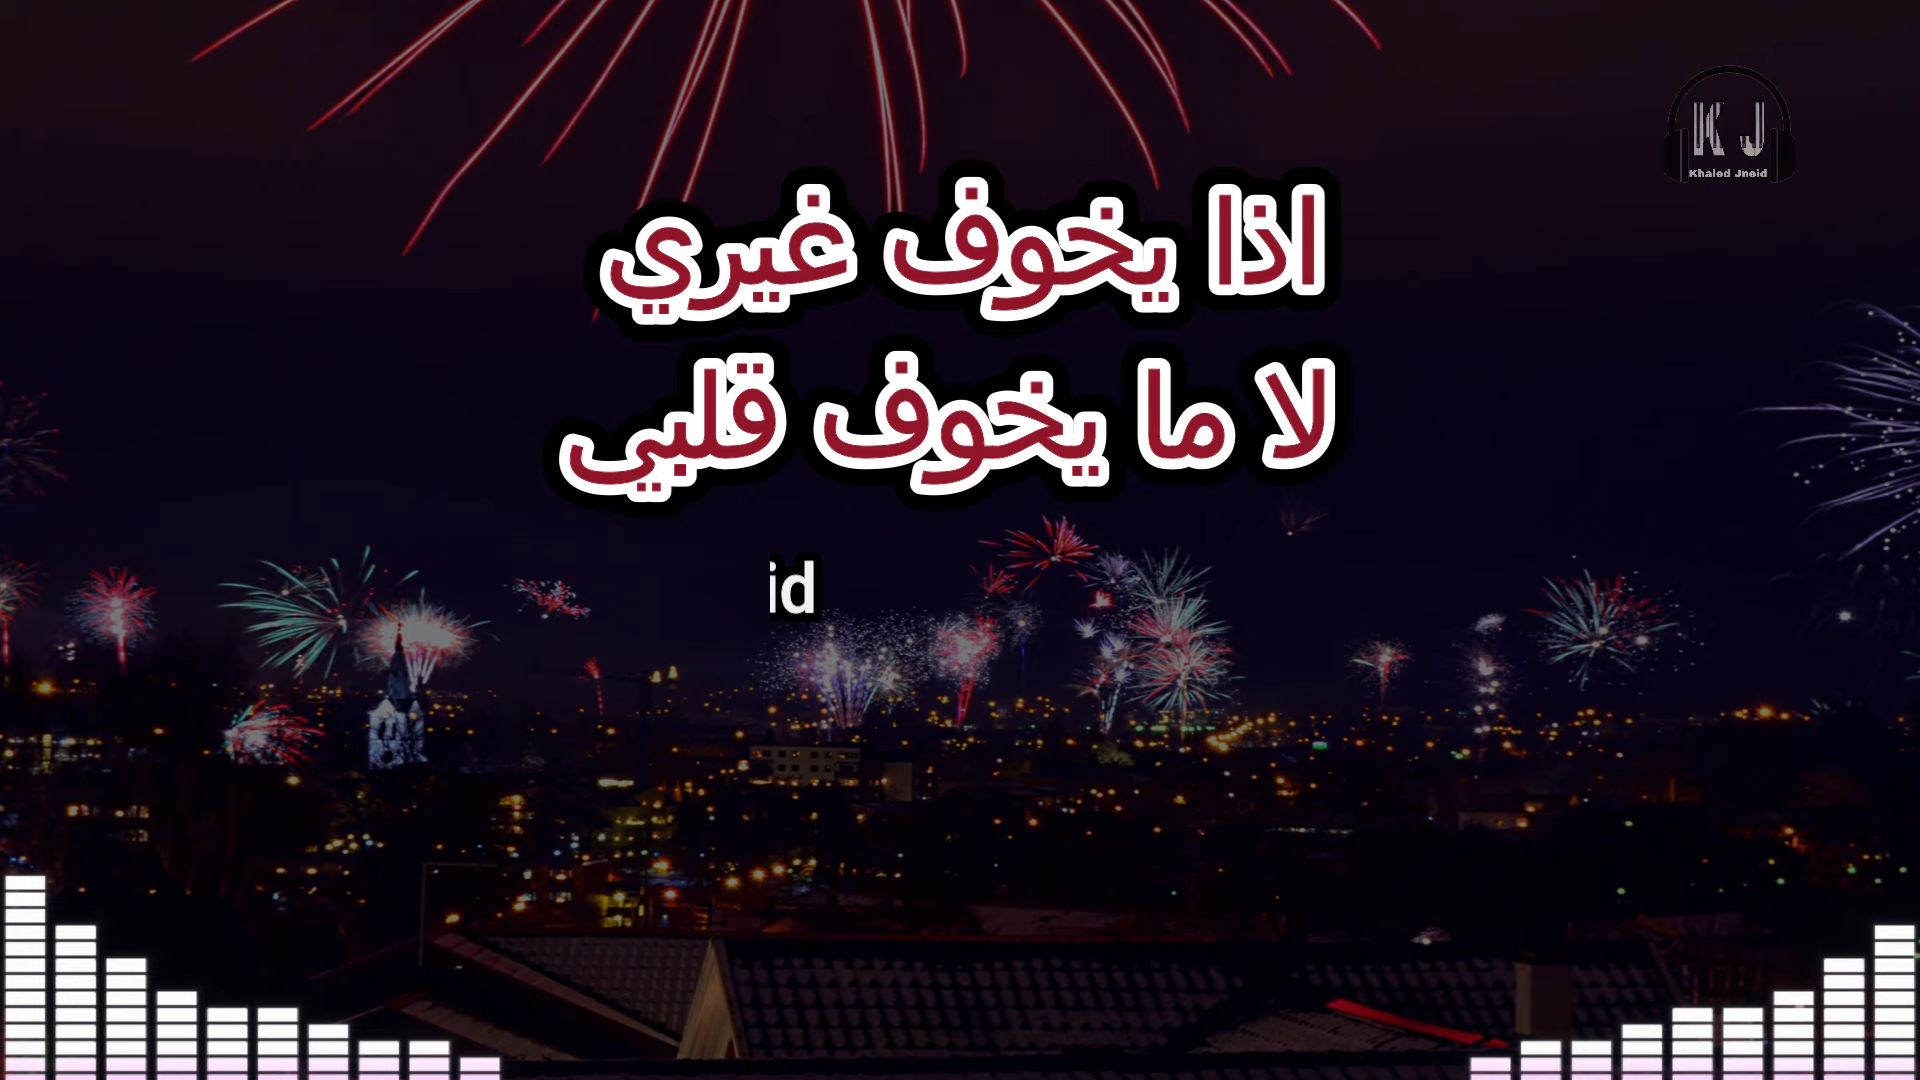 K J
Khaled Jneid
اذا يخوف غيري
لا ما يخوف قلبي
id